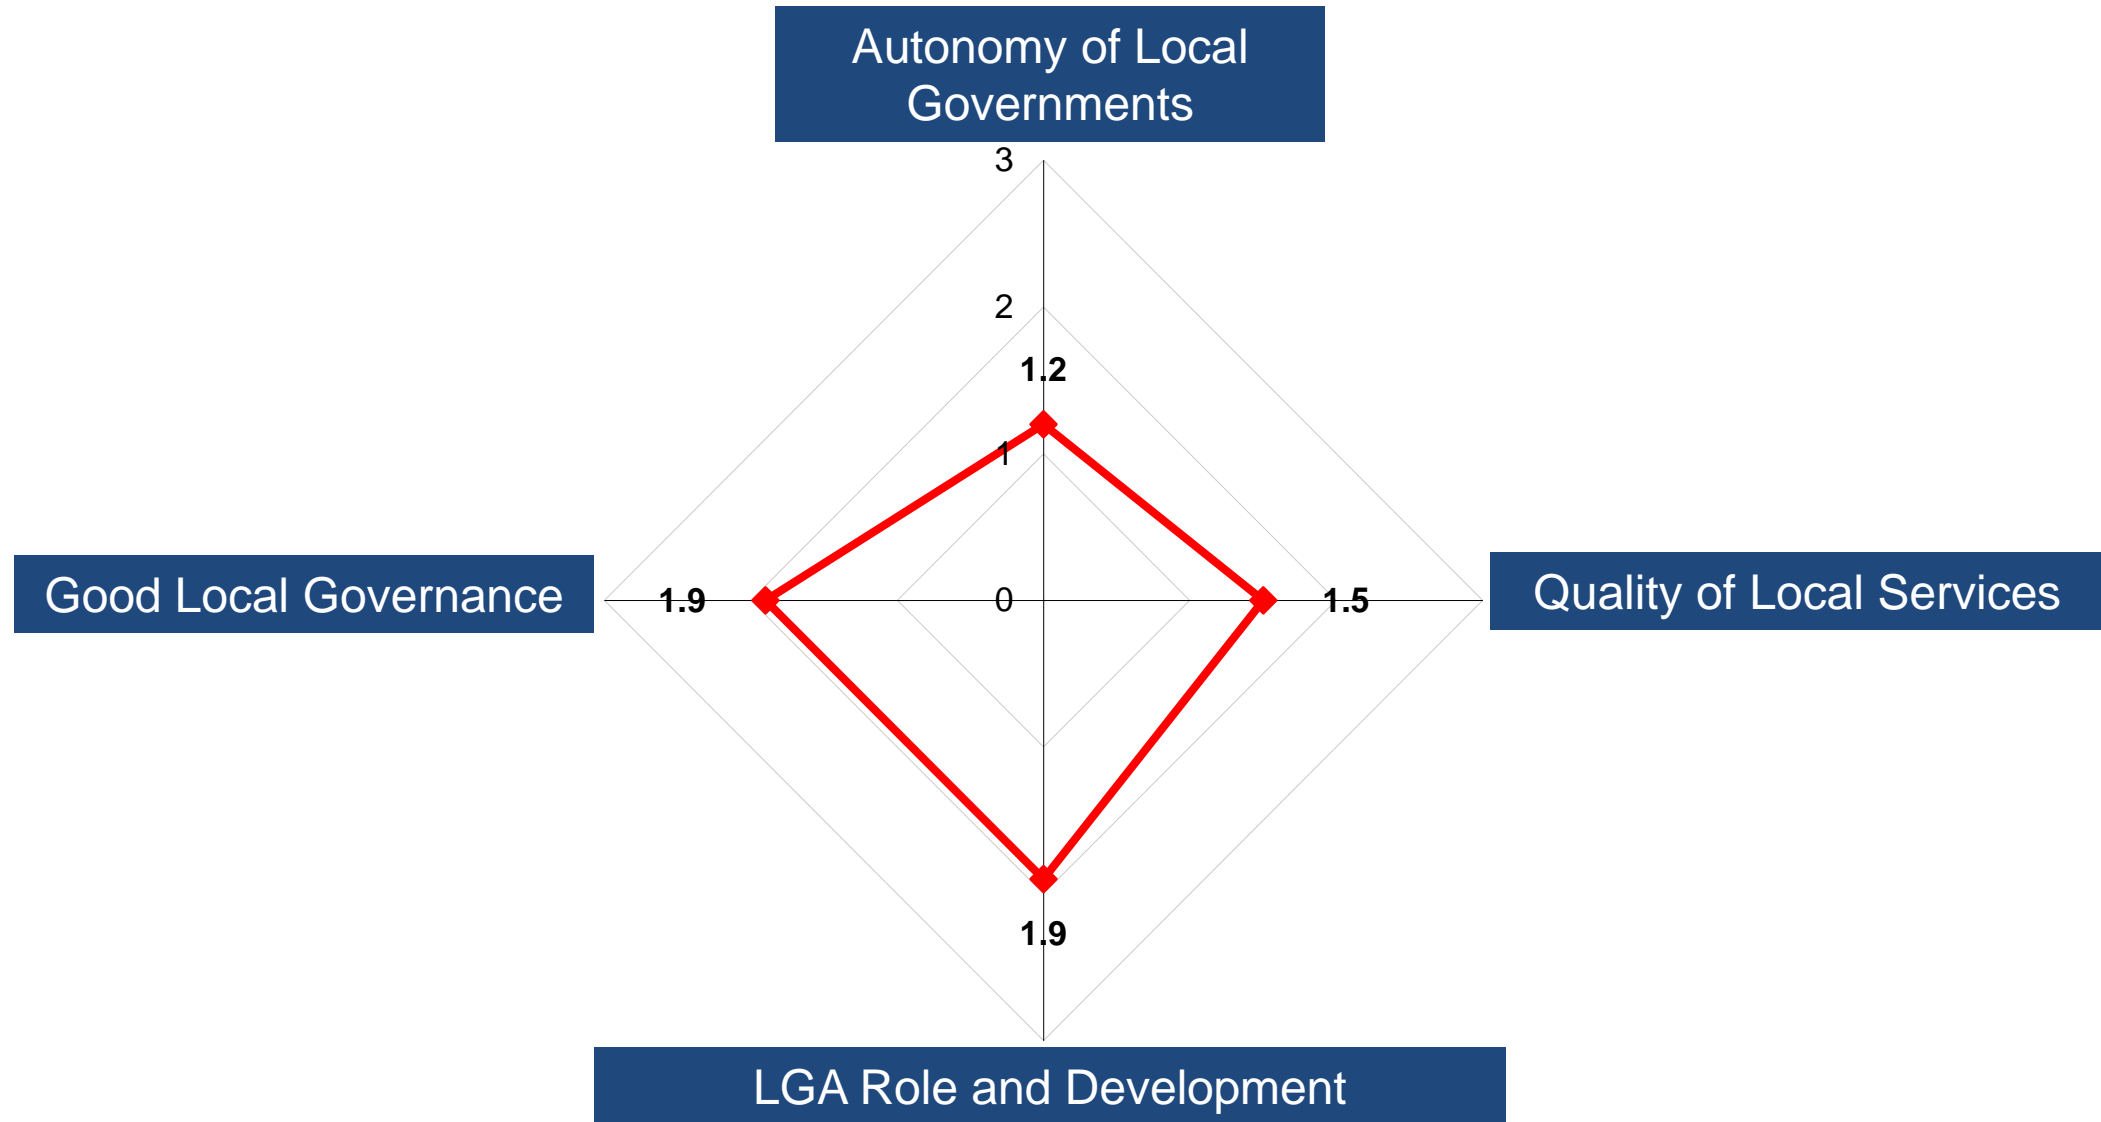 Autonomy of Local
Governments
3
2
1.2
1
Good Local Governance
1.9
0
1.5
Quality of Local Services
1.9
LGA Role and Development